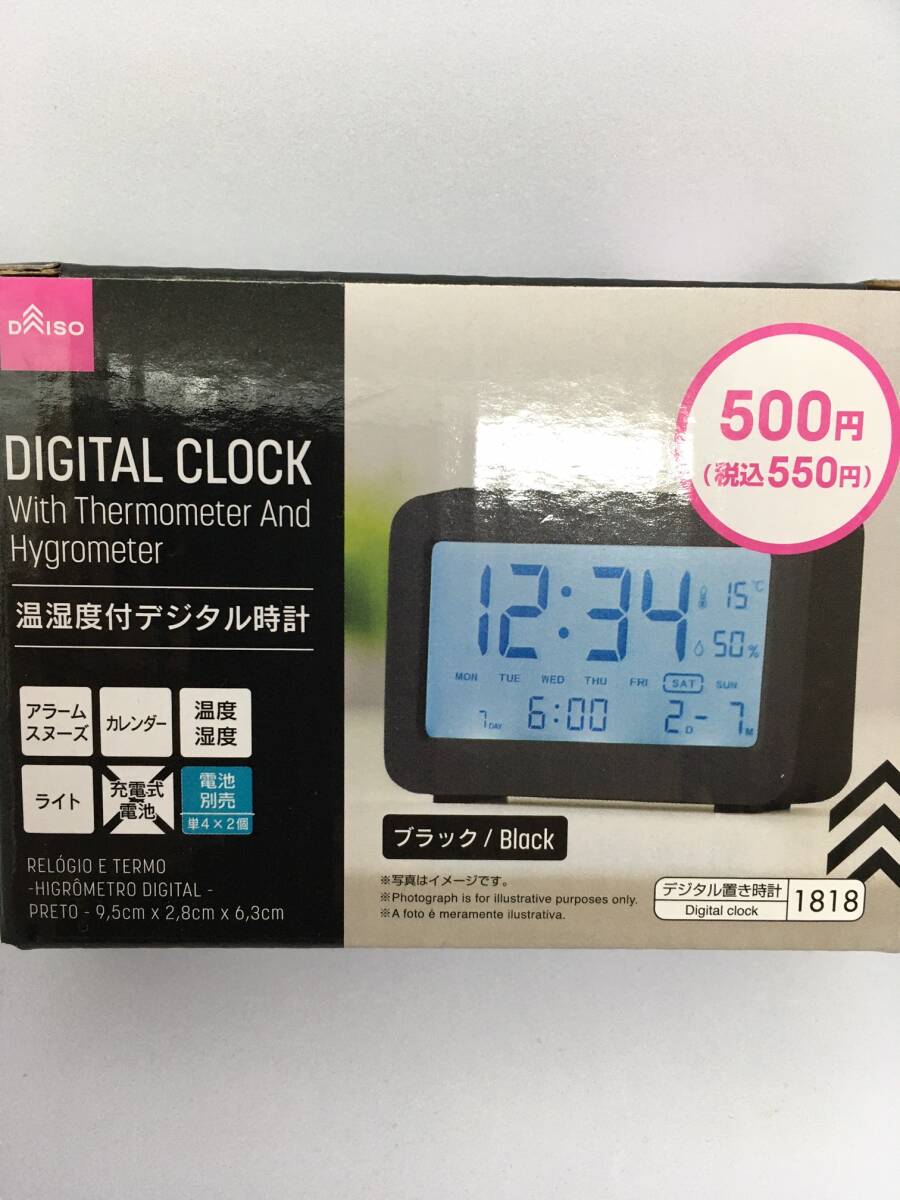 DAISO
DIGITAL CLOCK
With Thermometer And
Hygrometer
温湿度付デジタル時計
アラーム
スヌーズ
カレンダー
温度
湿度
ライト
充電式
電池
電池
別売
単4×2個
RELÓGIO E TERMO
-HIGRÔMETRO DIGITAL -
PRETO - 9,5cm x 2,8cm x 6,3cm
500円
(税込550円)
12:34
15℃
50%
MON TUE WED THU FRI SAT SUN
7DAY 6:00 2D- 7M
ブラック / Black
※写真はイメージです。
※Photograph is for illustrative purposes only.
※A foto é meramente ilustrativa.
デジタル置き時計
Digital clock
1818